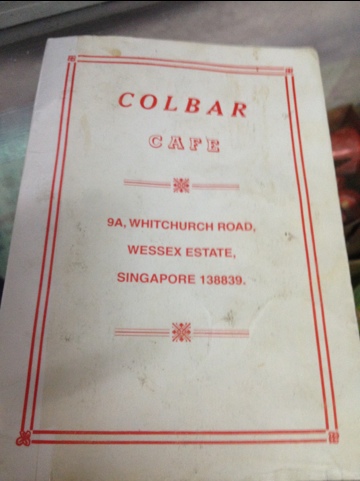 COLBAR
CAFE
9A, WHITCHURCH ROAD,
WESSEX ESTATE,
SINGAPORE 138839.